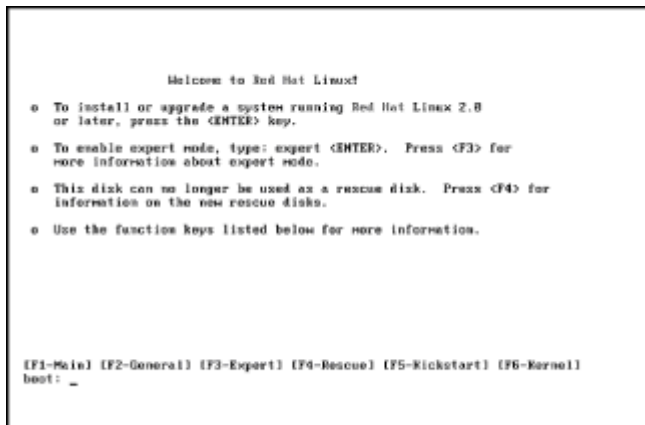 Welcome to Red Hat Linux!
o To install or upgrade a system running Red Hat Linux 2.0
or later, press the <ENTER> key.
o To enable expert mode, type: expert <ENTER>. Press <F3> for
more information about expert mode.
o This disk can no longer be used as a rescue disk. Press <F4> for
information on the new rescue disks.
o Use the function keys listed below for more information.
[F1-Main] [F2-General] [F3-Expert] [F4-Rescue] [F5-Kickstart] [F6-Kernel]
boot: _